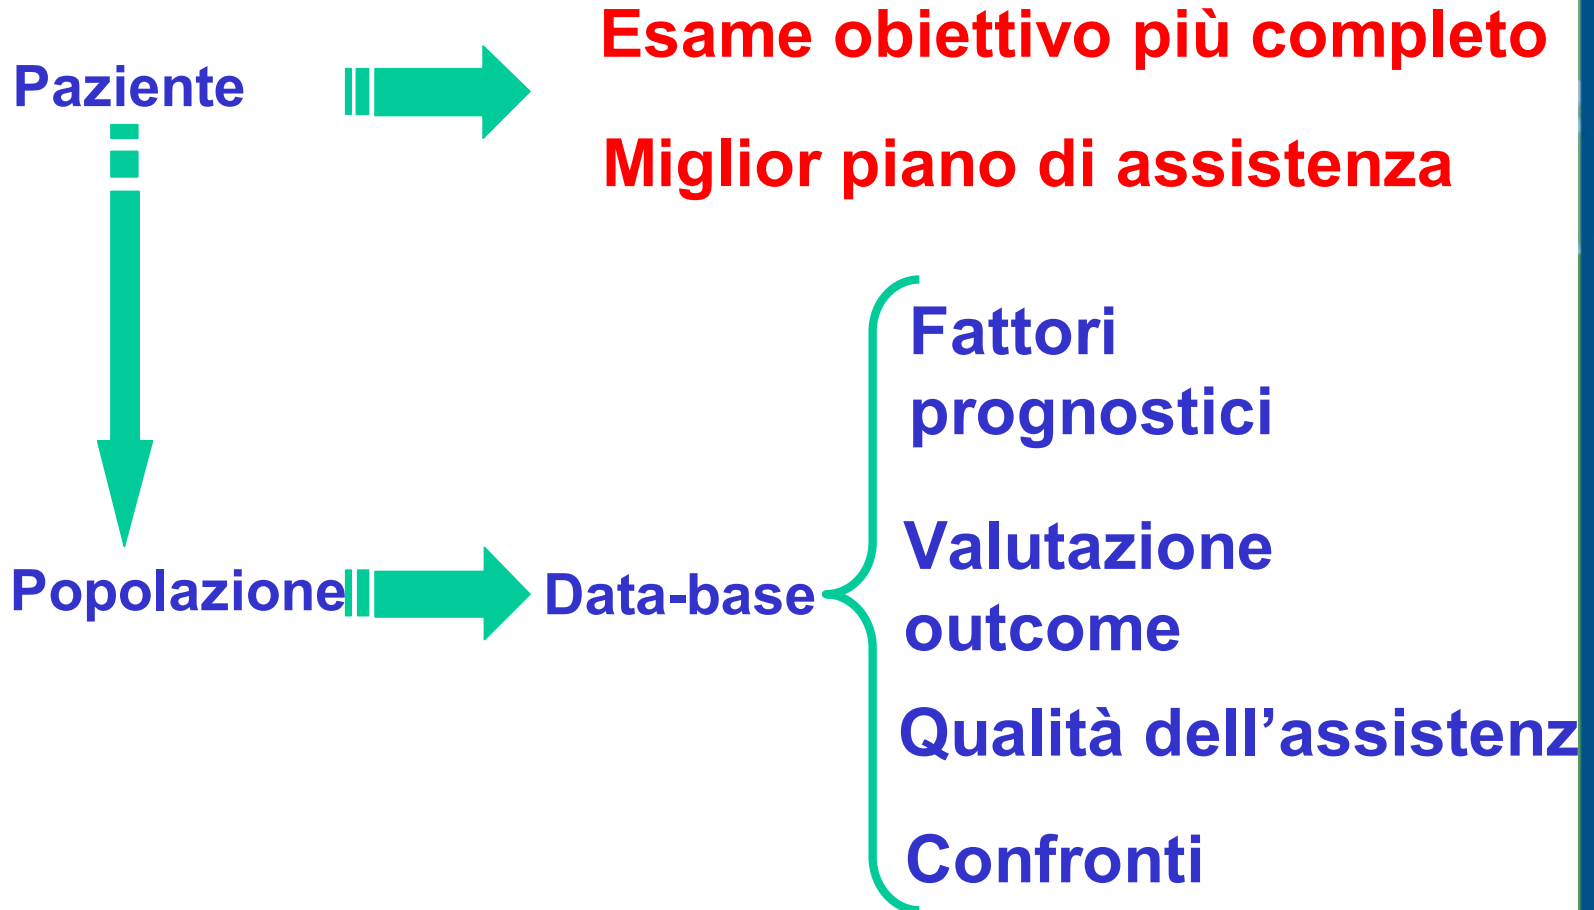 Esame obiettivo più completo
Paziente
Miglior piano di assistenza
Fattori
prognostici
Valutazione
outcome
Popolazione
Data-base
Qualità dell’assistenz
Confronti